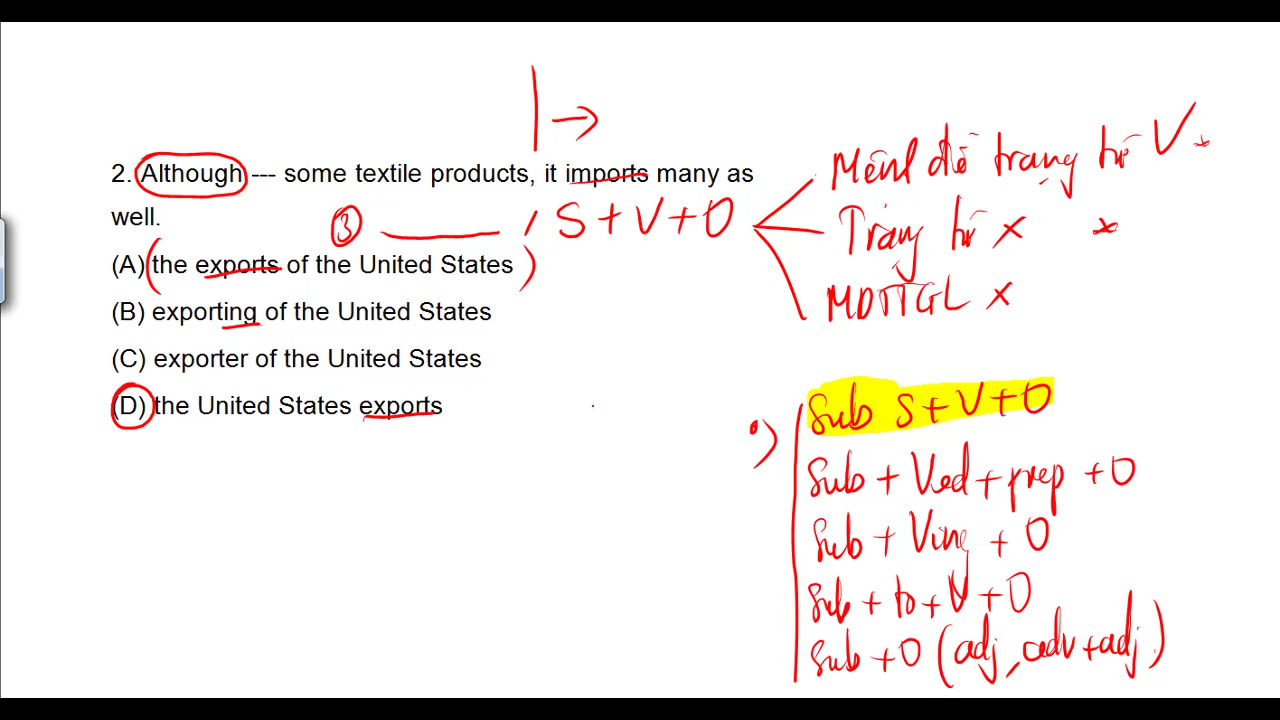 2. Although --- some textile products, it imports many as
well.
(A) the exports of the United States
(B) exporting of the United States
(C) exporter of the United States
(D) the United States exports
③ ______, S + V + O
Mệnh đề trạng từ V
Trạng từ x
MĐTTGL x
Sub S + V + O
Sub + Ved + prep + O
Sub + Ving + O
Sub + to + V + O
Sub + O (adj, adv + adj)